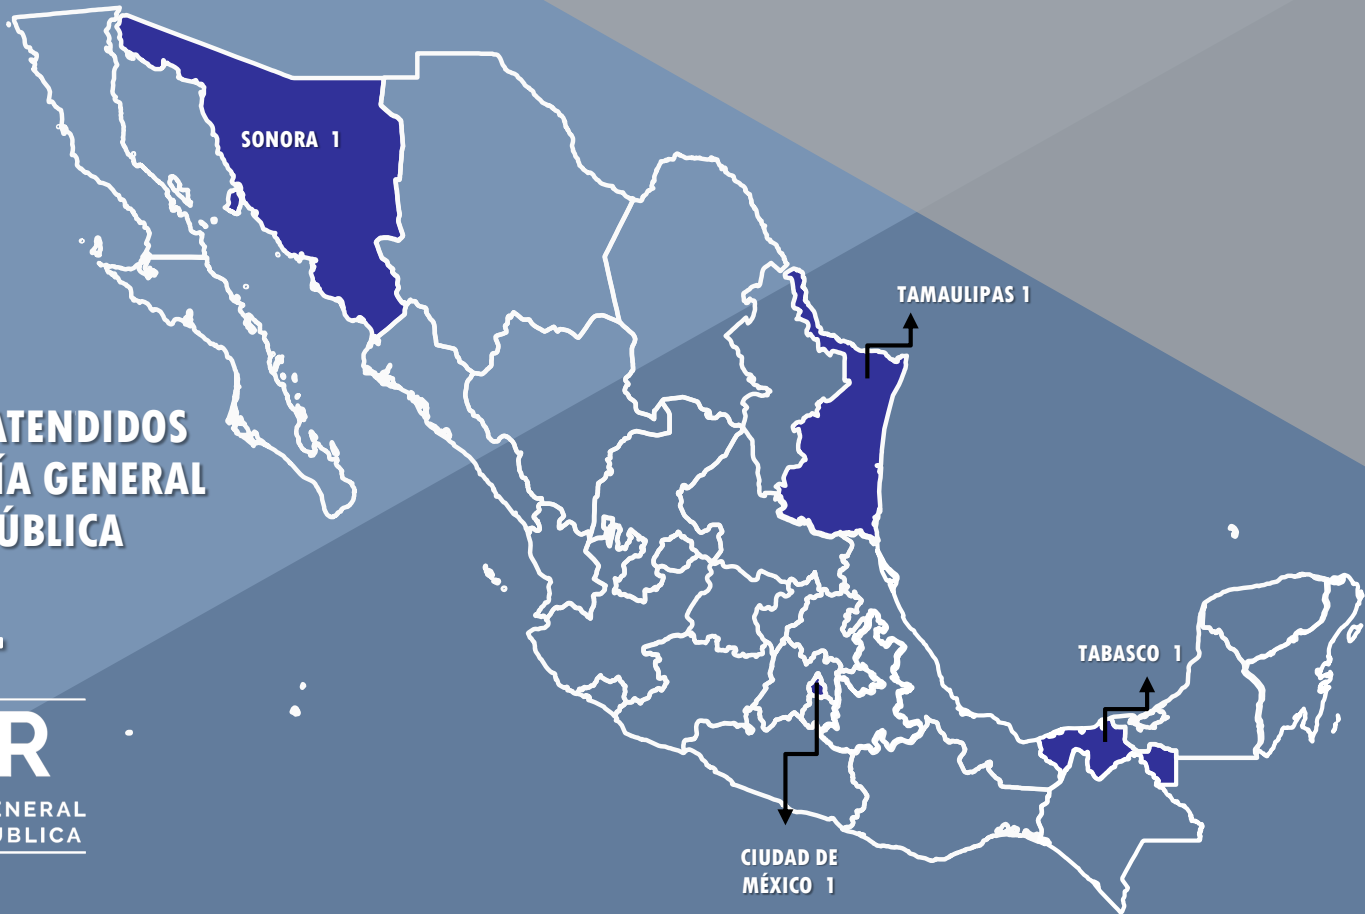 SONORA 1
TAMAULIPAS 1
ATENDIDOS
ÍA GENERAL
ÚBLICA
TABASCO 1
R
ENERAL
ÚBLICA
CIUDAD DE
MÉXICO 1